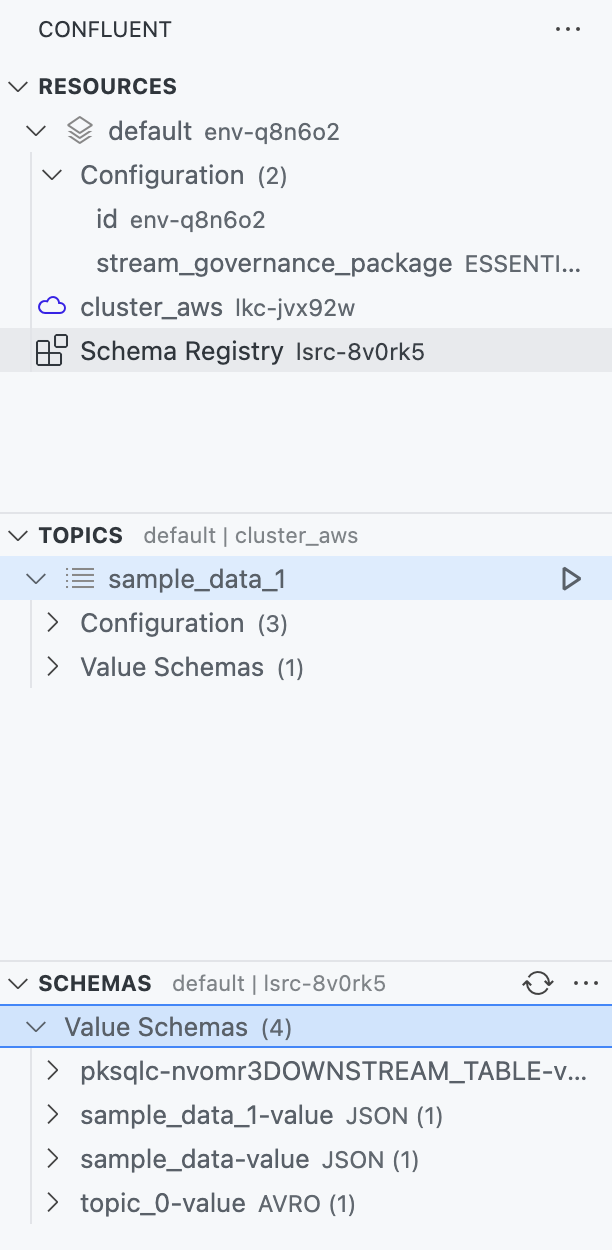 CONFLUENT
RESOURCES
default env-q8n6o2
Configuration (2)
id env-q8n6o2
stream_governance_package ESSENTI...
cluster_aws lkc-jvx92w
Schema Registry lsrc-8v0rk5
TOPICS default | cluster_aws
sample_data_1
Configuration (3)
Value Schemas (1)
SCHEMAS default | lsrc-8v0rk5
Value Schemas (4)
pksqlc-nvomr3DOWNSTREAM_TABLE-v...
sample_data_1-value JSON (1)
sample_data-value JSON (1)
topic_0-value AVRO (1)